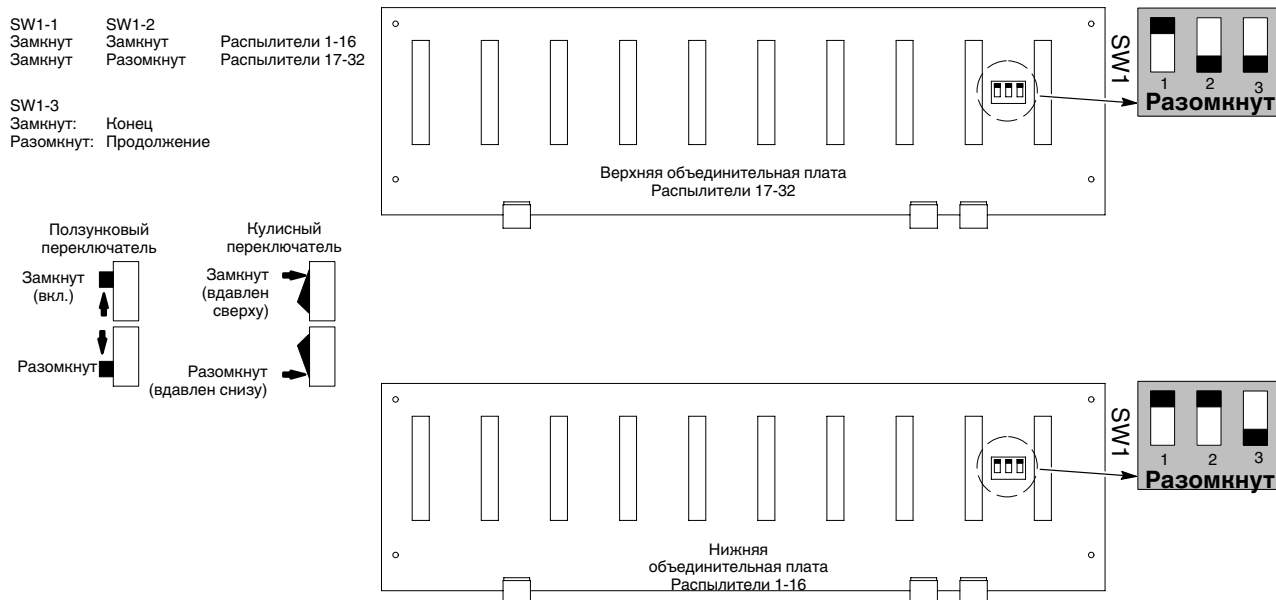 SW1-1 SW1-2
Замкнут Замкнут Распылители 1-16
Замкнут Разомкнут Распылители 17-32
SW1-3
Замкнут: Конец
Разомкнут: Продолжение
Верхняя объединительная плата
Распылители 17-32
SW1
1 2 3
Разомкнут
Ползунковый
переключатель
Замкнут
(вкл.)
Разомкнут
Кулисный
переключатель
Замкнут
(вдавлен
сверху)
Разомкнут
(вдавлен снизу)
Нижняя
объединительная плата
Распылители 1-16
SW1
1 2 3
Разомкнут